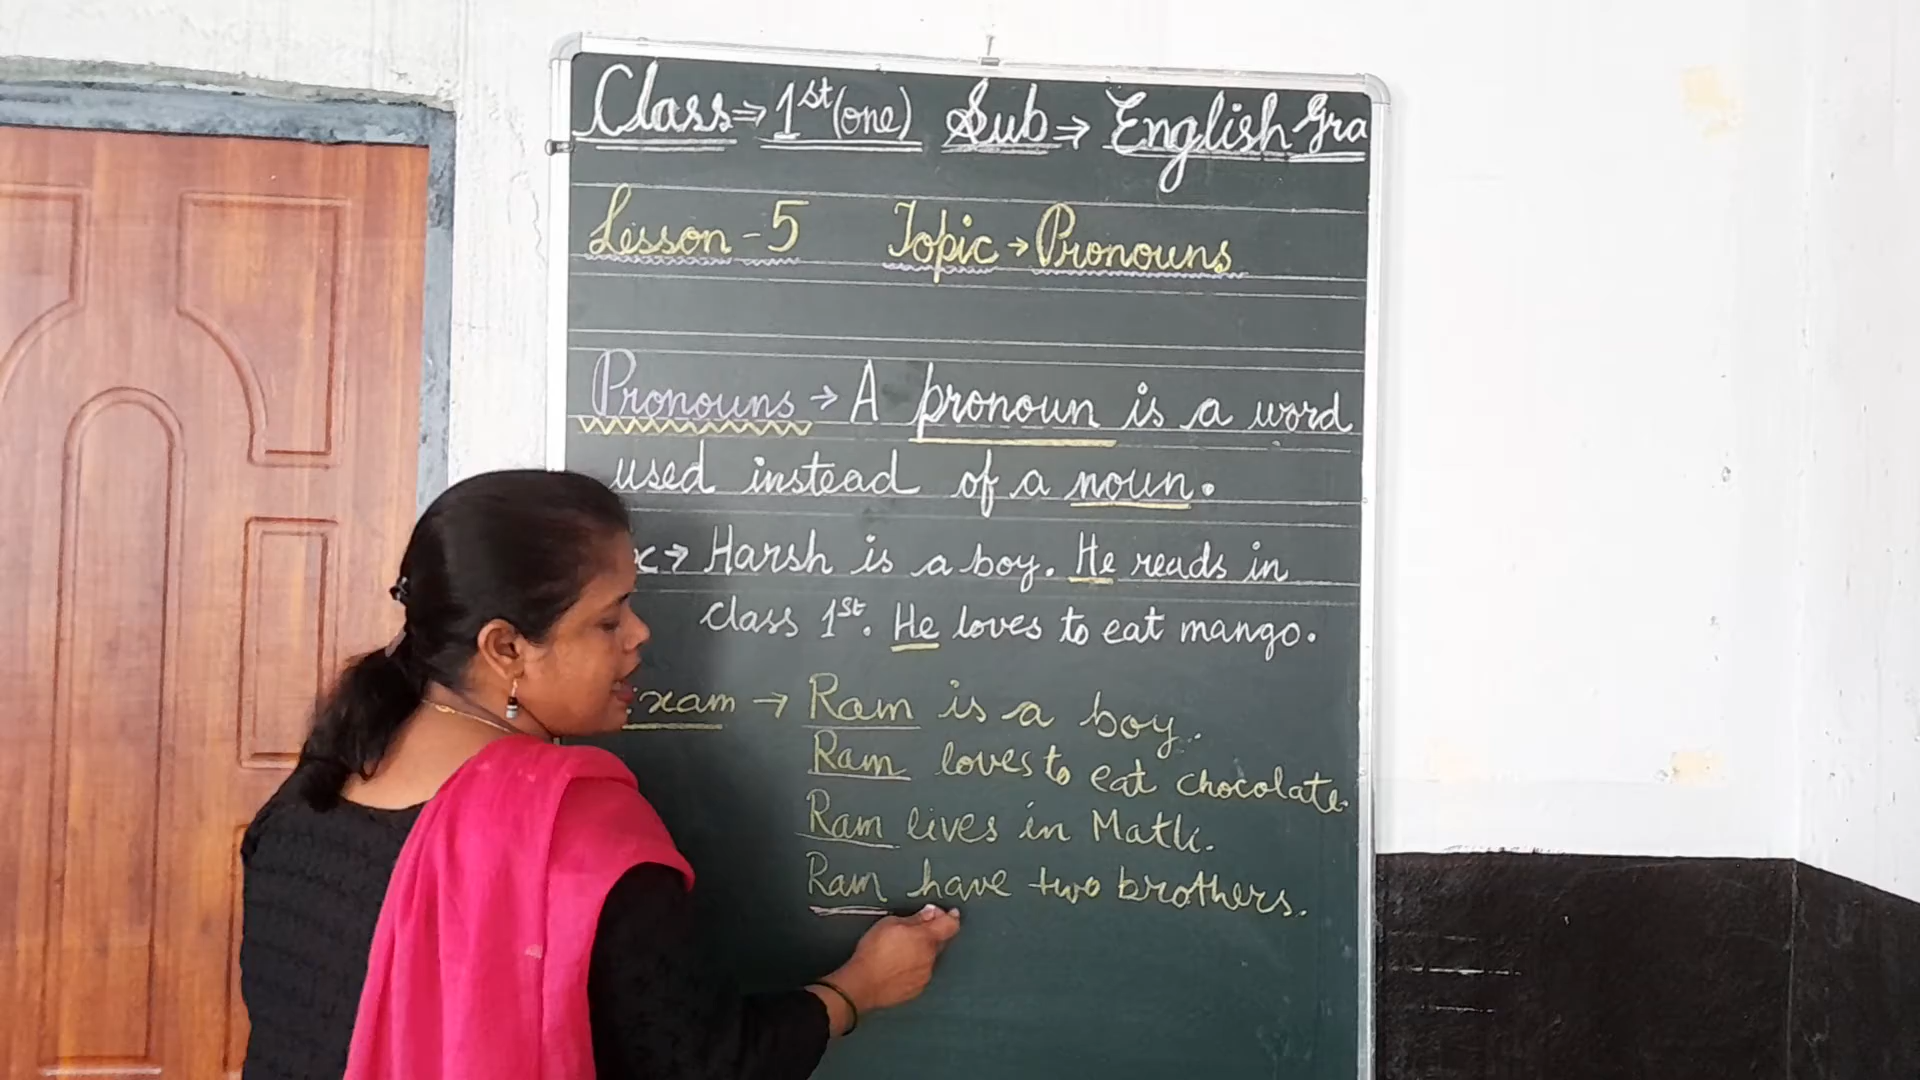 Class ⇒ 1st (one) Sub ⇒ English Gra
Lesson - 5 Topic → Pronouns
Pronouns → A pronoun is a word
used instead of a noun.
x → Harsh is a boy. He reads in
class 1st. He loves to eat mango.
xam → Ram is a boy.
Ram loves to eat chocolate.
Ram lives in Matli.
Ram have two brothers.